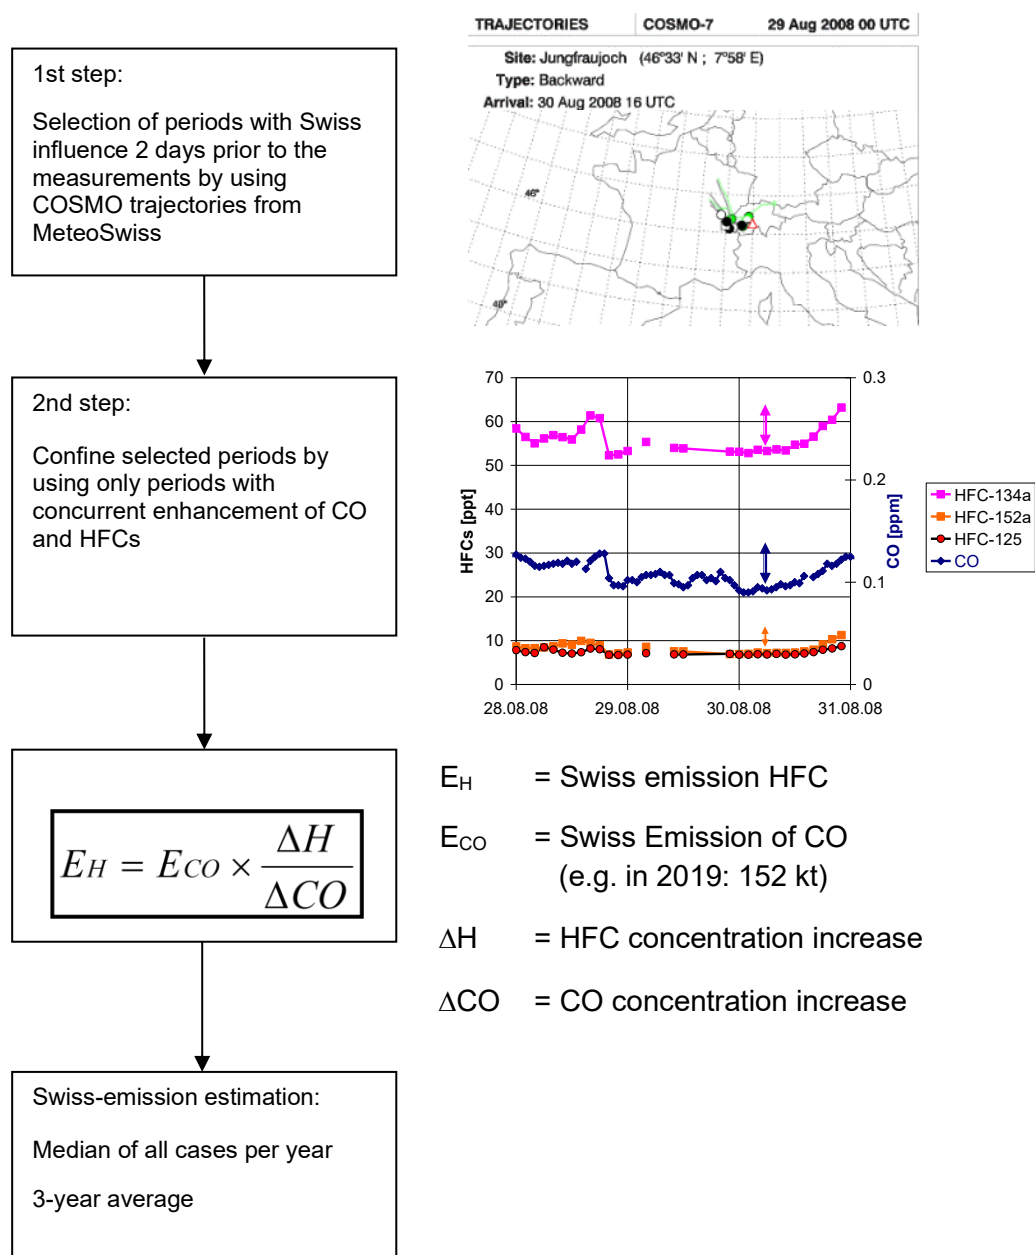 1st step:
Selection of periods with Swiss
influence 2 days prior to the
measurements by using
COSMO trajectories from
MeteoSwiss
TRAJECTORIES COSMO-7 29 Aug 2008 00 UTC
Site: Jungfraujoch (46°33' N ; 7°58' E)
Type: Backward
Arrival: 30 Aug 2008 16 UTC
46°
40°
2nd step:
Confine selected periods by
using only periods with
concurrent enhancement of CO
and HFCs
HFCs [ppt]
70
60
50
40
30
20
10
0
28.08.08 29.08.08 30.08.08 31.08.08
0.3
0.2
0.1
0
CO [ppm]
HFC-134a
HFC-152a
HFC-125
CO
EH = ECO × ΔH / ΔCO
EH = Swiss emission HFC
ECO = Swiss Emission of CO
(e.g. in 2019: 152 kt)
ΔH = HFC concentration increase
ΔCO = CO concentration increase
Swiss-emission estimation:
Median of all cases per year
3-year average